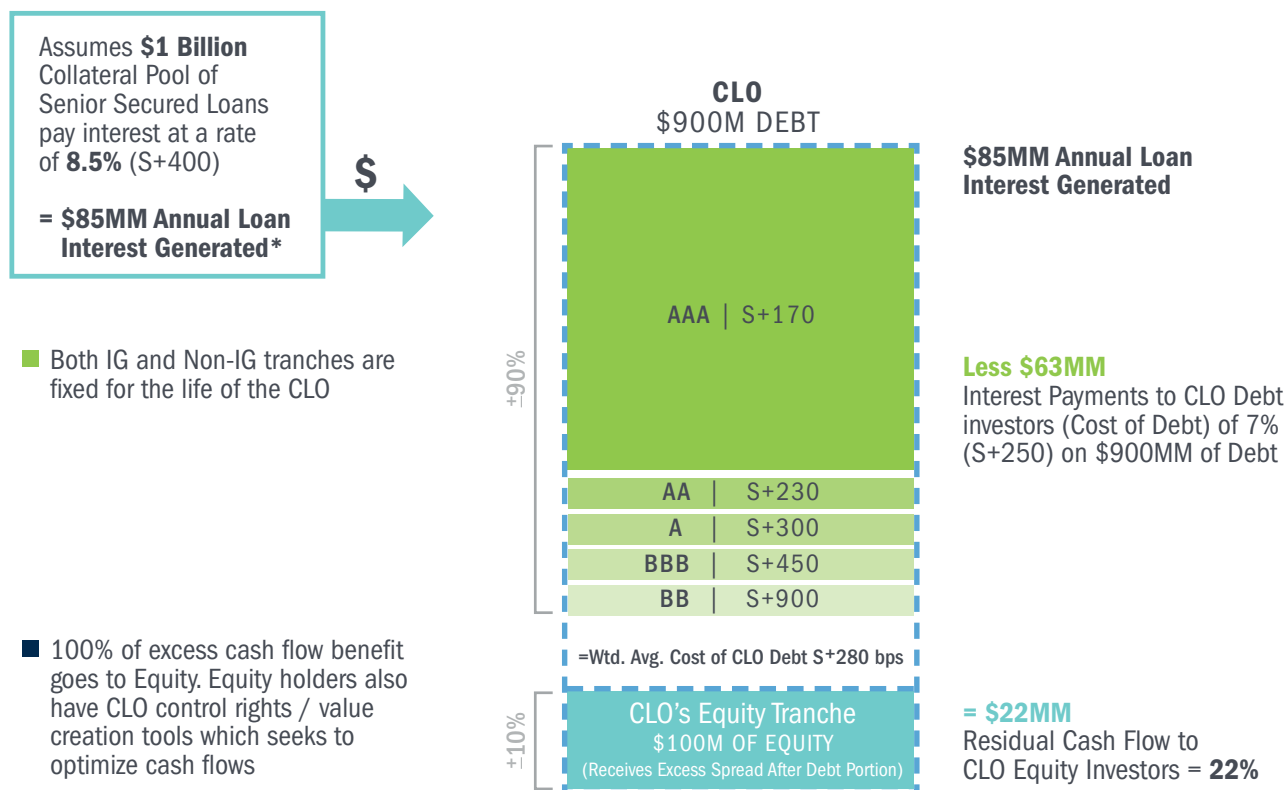 Assumes $1 Billion
Collateral Pool of
Senior Secured Loans
pay interest at a rate
of 8.5% (S+400)
= $85MM Annual Loan
Interest Generated*
$
Both IG and Non-IG tranches are
fixed for the life of the CLO
100% of excess cash flow benefit
goes to Equity. Equity holders also
have CLO control rights / value
creation tools which seeks to
optimize cash flows
CLO
$900M DEBT
±90%
AAA | S+170
AA | S+230
A | S+300
BBB | S+450
BB | S+900
=Wtd. Avg. Cost of CLO Debt S+280 bps
±10%
CLO's Equity Tranche
$100M OF EQUITY
(Receives Excess Spread After Debt Portion)
$85MM Annual Loan
Interest Generated
Less $63MM
Interest Payments to CLO Debt
investors (Cost of Debt) of 7%
(S+250) on $900MM of Debt
= $22MM
Residual Cash Flow to
CLO Equity Investors = 22%